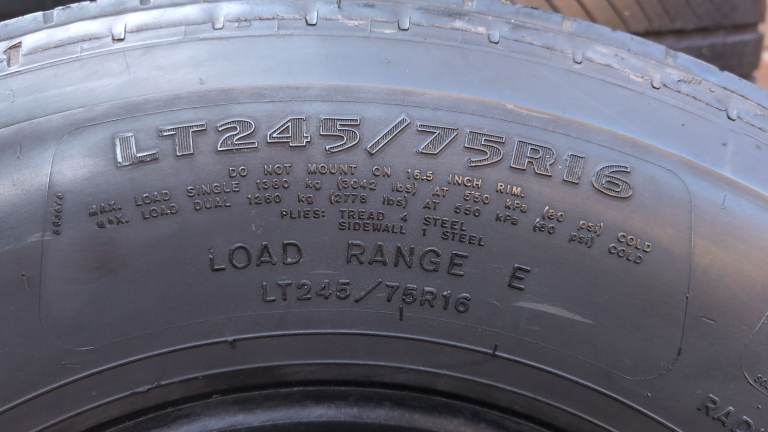 LT245/75R16
DO NOT MOUNT ON 16.5 INCH RIM.
MAX. LOAD SINGLE 1380 kg (3042 lbs) AT 550 kPa (80 psi) COLD
MAX. LOAD DUAL 1260 kg (2778 lbs) AT 550 kPa (80 psi) COLD
PLIES: TREAD 4 STEEL
SIDEWALL 1 STEEL
LOAD RANGE E
LT245/75R16